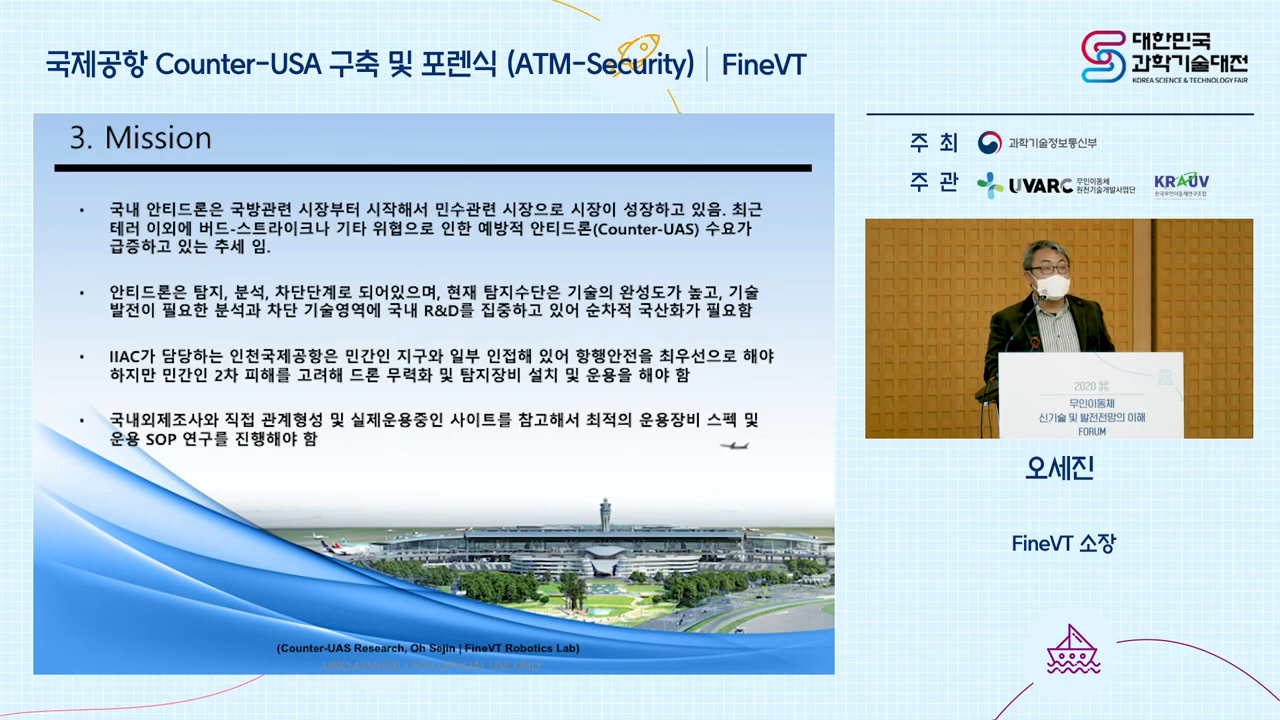 국제공항 Counter-USA 구축 및 포렌식 (ATM-Security) | FineVT
대한민국
과학기술대전
KOREA SCIENCE & TECHNOLOGY FAIR
3. Mission
• 국내 안티드론은 국방관련 시장부터 시작해서 민수관련 시장으로 시장이 성장하고 있음. 최근
테러 이외에 버드-스트라이크나 기타 위협으로 인한 예방적 안티드론(Counter-UAS) 수요가
급증하고 있는 추세 임.
• 안티드론은 탐지, 분석, 차단단계로 되어있으며, 현재 탐지수단은 기술의 완성도가 높고, 기술
발전이 필요한 분석과 차단 기술영역에 국내 R&D를 집중하고 있어 순차적 국산화가 필요함
• IIAC가 담당하는 인천국제공항은 민간인 지구와 일부 인접해 있어 항행안전을 최우선으로 해야
하지만 민간인 2차 피해를 고려해 드론 무력화 및 탐지장비 설치 및 운용을 해야 함
• 국내외제조사와 직접 관계형성 및 실제운용중인 사이트를 참고해서 최적의 운용장비 스펙 및
운용 SOP 연구를 진행해야 함
(Counter-UAS Research, Oh Sejin | FineVT Robotics Lab)
UNCLASSIFIED / FOR OFFICIAL USE ONLY
주 최
과학기술정보통신부
주 관
UVARC
무인이동체
원천기술개발사업단
KRAUV
한국무인이동체연구조합
2020
무인이동체
신기술 및 발전전망의 이해
FORUM
오세진
FineVT 소장